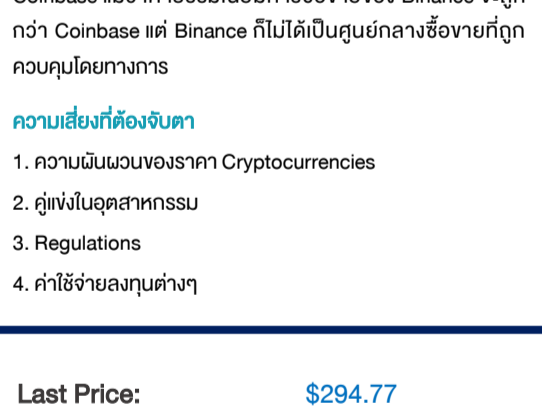 กว่า Coinbase แต่ Binance ก็ไม่ได้เป็นศูนย์กลางซื้อขายที่ถูก
ควบคุมโดยทางการ
ความเสี่ยงที่ต้องจับตา
1. ความผันผวนของราคา Cryptocurrencies
2. คู่แข่งในอุตสาหกรรม
3. Regulations
4. ค่าใช้จ่ายลงทุนต่างๆ
Last Price: $294.77